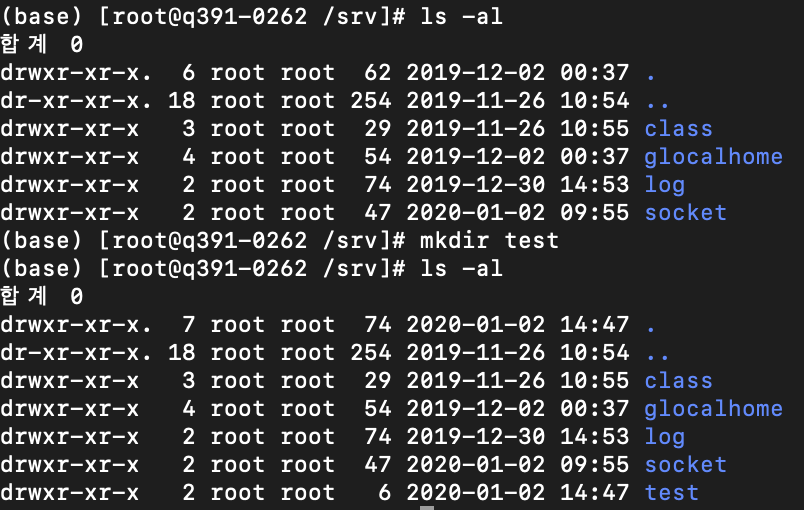 (base) [root@q391-0262 /srv]# ls -al
합계 0
drwxr-xr-x.  6 root root  62 2019-12-02 00:37 .
dr-xr-xr-x. 18 root root 254 2019-11-26 10:54 ..
drwxr-xr-x   3 root root  29 2019-11-26 10:55 class
drwxr-xr-x   4 root root  54 2019-12-02 00:37 glocalhome
drwxr-xr-x   2 root root  74 2019-12-30 14:53 log
drwxr-xr-x   2 root root  47 2020-01-02 09:55 socket
(base) [root@q391-0262 /srv]# mkdir test
(base) [root@q391-0262 /srv]# ls -al
합계 0
drwxr-xr-x.  7 root root  74 2020-01-02 14:47 .
dr-xr-xr-x. 18 root root 254 2019-11-26 10:54 ..
drwxr-xr-x   3 root root  29 2019-11-26 10:55 class
drwxr-xr-x   4 root root  54 2019-12-02 00:37 glocalhome
drwxr-xr-x   2 root root  74 2019-12-30 14:53 log
drwxr-xr-x   2 root root  47 2020-01-02 09:55 socket
drwxr-xr-x   2 root root   6 2020-01-02 14:47 test